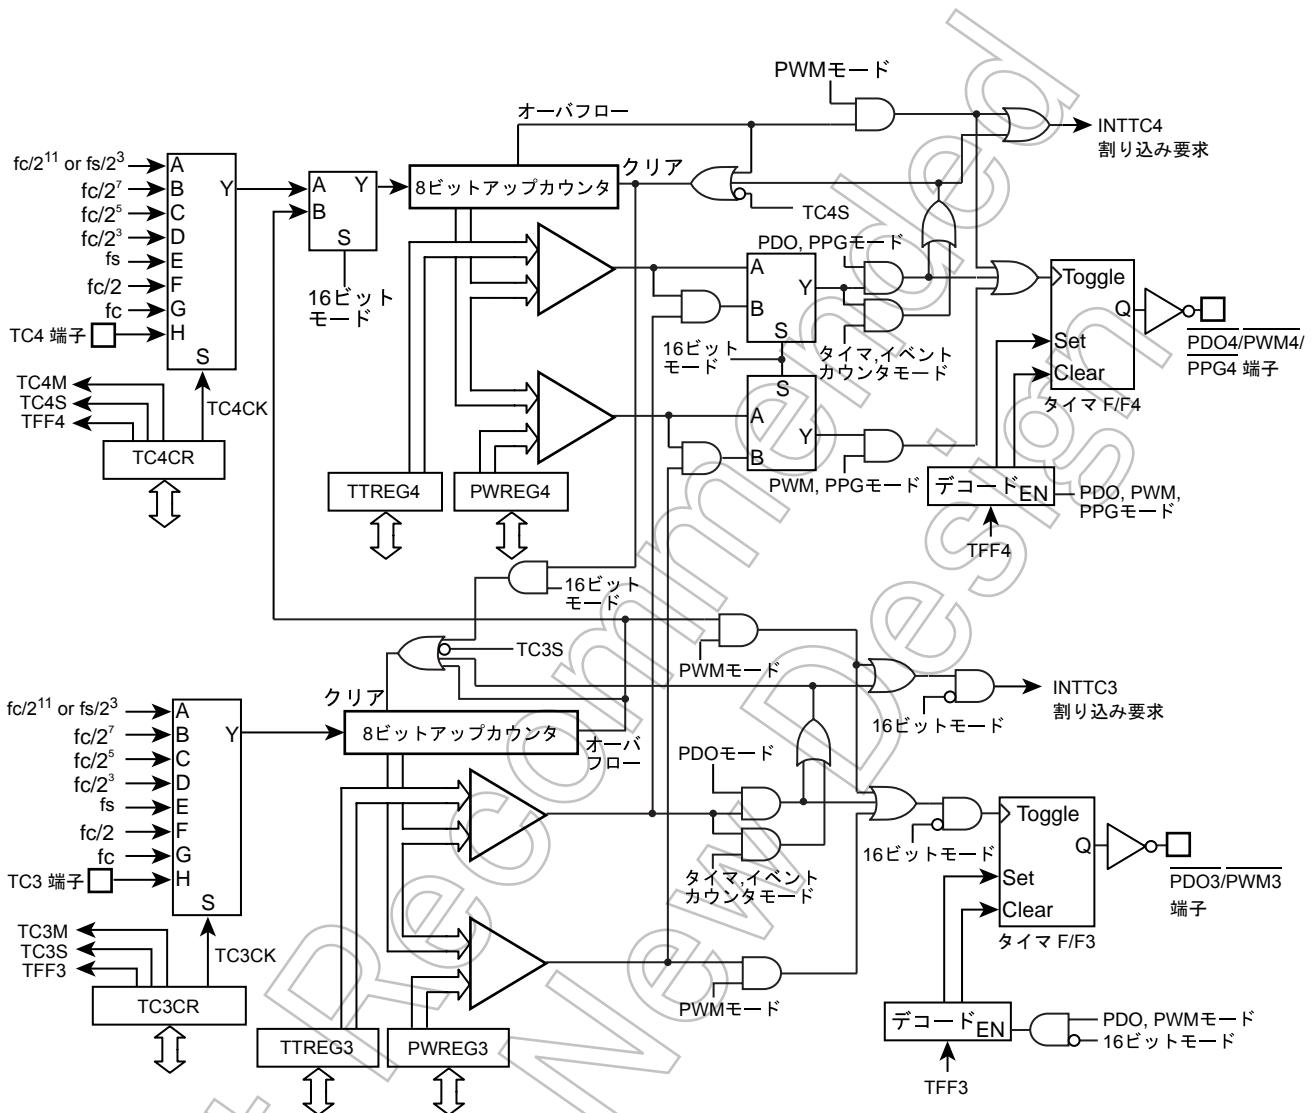 PWMモード
オーバフロー
INTTC4
割り込み要求
fc/2¹¹ or fs/2³
fc/2⁷
fc/2⁵
fc/2³
fs
fc/2
fc
TC4 端子
A
B
C
D
E
F
G
H
Y
S
A
B
Y
S
16ビット
モード
クリア
8ビットアップカウンタ
TC4S
PDO, PPGモード
A
B
Y
S
16ビット
モード
タイマ,イベント
カウンタモード
S
A
B
Y
PWM, PPGモード
Toggle
Q
Set
Clear
タイマ F/F4
PDO4/PWM4/
PPG4 端子
TC4M
TC4S
TFF4
TC4CK
TC4CR
TTREG4
PWREG4
デコード EN
PDO, PWM,
PPGモード
TFF4
16ビット
モード
TC3S
PWMモード
INTTC3
割り込み要求
16ビットモード
fc/2¹¹ or fs/2³
fc/2⁷
fc/2⁵
fc/2³
fs
fc/2
fc
TC3 端子
A
B
C
D
E
F
G
H
Y
S
クリア
8ビットアップカウンタ
オーバ
フロー
PDOモード
タイマ,イベント
カウンタモード
16ビットモード
Toggle
Q
Set
Clear
タイマ F/F3
PDO3/PWM3
端子
TC3M
TC3S
TFF3
TC3CK
TC3CR
PWMモード
TTREG3
PWREG3
デコード EN
PDO, PWMモード
16ビットモード
TFF3
Recommended
New Design